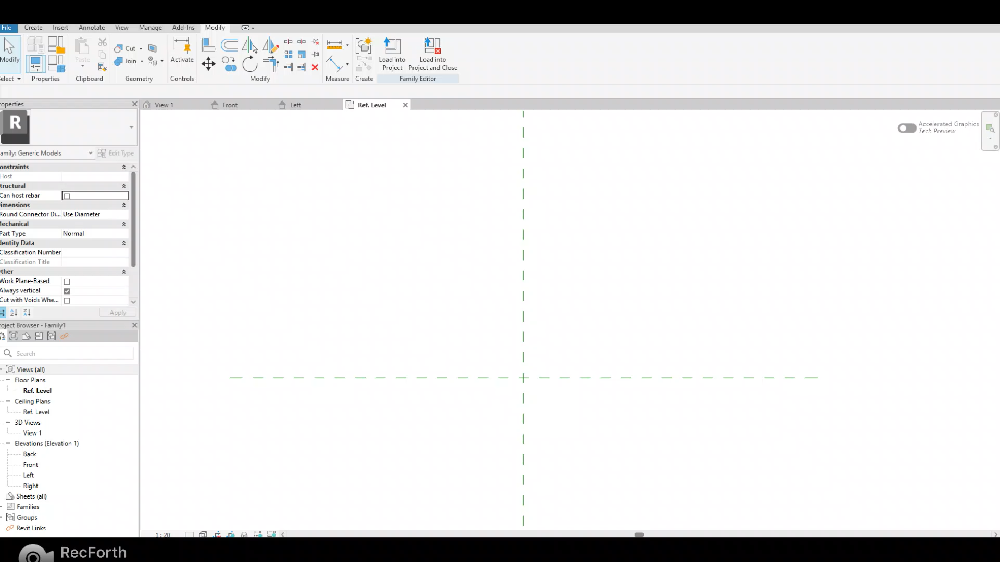 File Create Insert Annotate View Manage Add-Ins Modify
Modify
Paste
Cut
Join
Activate
Load into Project
Load into Project and Close
Select Properties Clipboard Geometry Controls Modify Measure Create Family Editor
roperties
View 1 Front Left Ref. Level
R
Accelerated Graphics
Tech Preview
amily: Generic Models Edit Type
onstraints
Host
tructural
Can host rebar
imensions
Round Connector Di... Use Diameter
Mechanical
Part Type Normal
dentity Data
Classification Number
Classification Title
Other
Work Plane-Based
Always vertical
Cut with Voids Whe...
Apply
roject Browser - Family1
Search
Views (all)
Floor Plans
Ref. Level
Ceiling Plans
Ref. Level
3D Views
View 1
Elevations (Elevation 1)
Back
Front
Left
Right
Sheets (all)
Families
Groups
Revit Links
1 : 20
RecForth